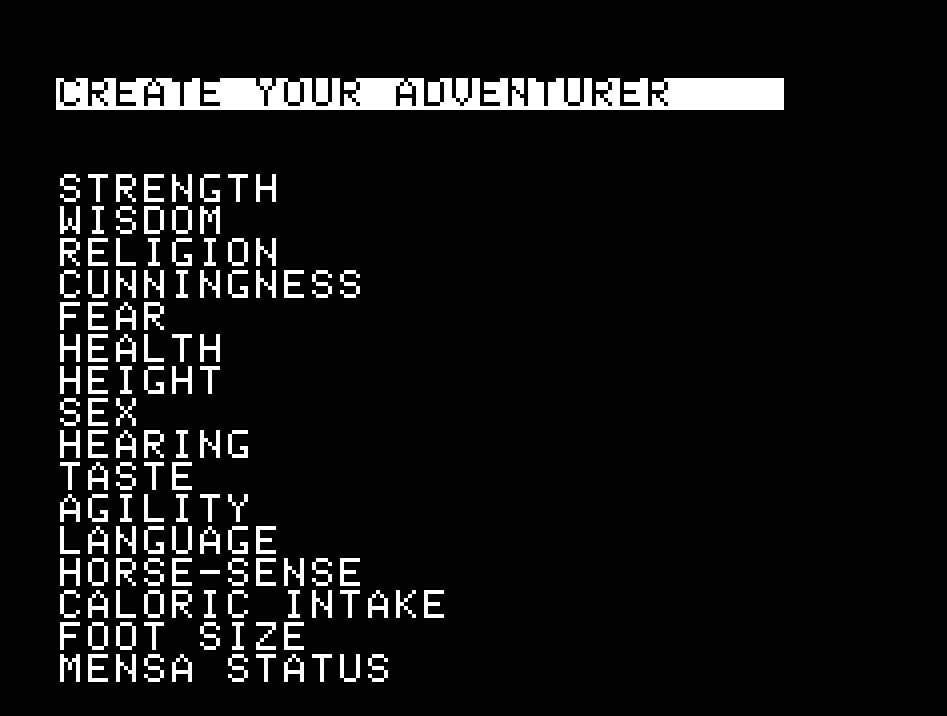 CREATE YOUR ADVENTURER
STRENGTH
WISDOM
RELIGION
CUNNINGNESS
FEAR
HEALTH
HEIGHT
SEX
HEARING
TASTE
AGILITY
LANGUAGE
HORSE-SENSE
CALORIC INTAKE
FOOT SIZE
MENSA STATUS